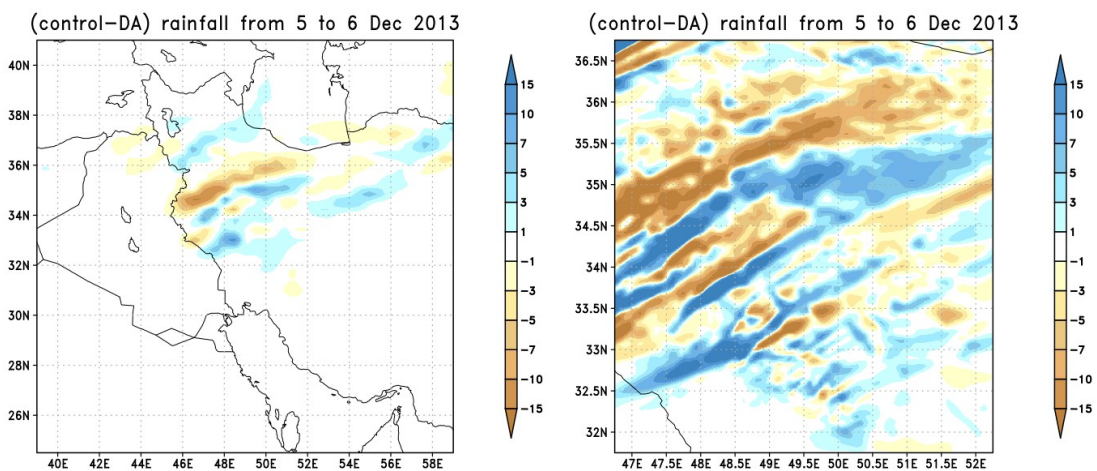 (control-DA) rainfall from 5 to 6 Dec 2013
40N
38N
36N
34N
32N
30N
28N
26N
40E 42E 44E 46E 48E 50E 52E 54E 56E 58E
15
10
7
5
3
1
-1
-3
-5
-7
-10
-15
(control-DA) rainfall from 5 to 6 Dec 2013
36.5N
36N
35.5N
35N
34.5N
34N
33.5N
33N
32.5N
32N
47E 47.5E 48E 48.5E 49E 49.5E 50E 50.5E 51E 51.5E 52E
15
10
7
5
3
1
-1
-3
-5
-7
-10
-15